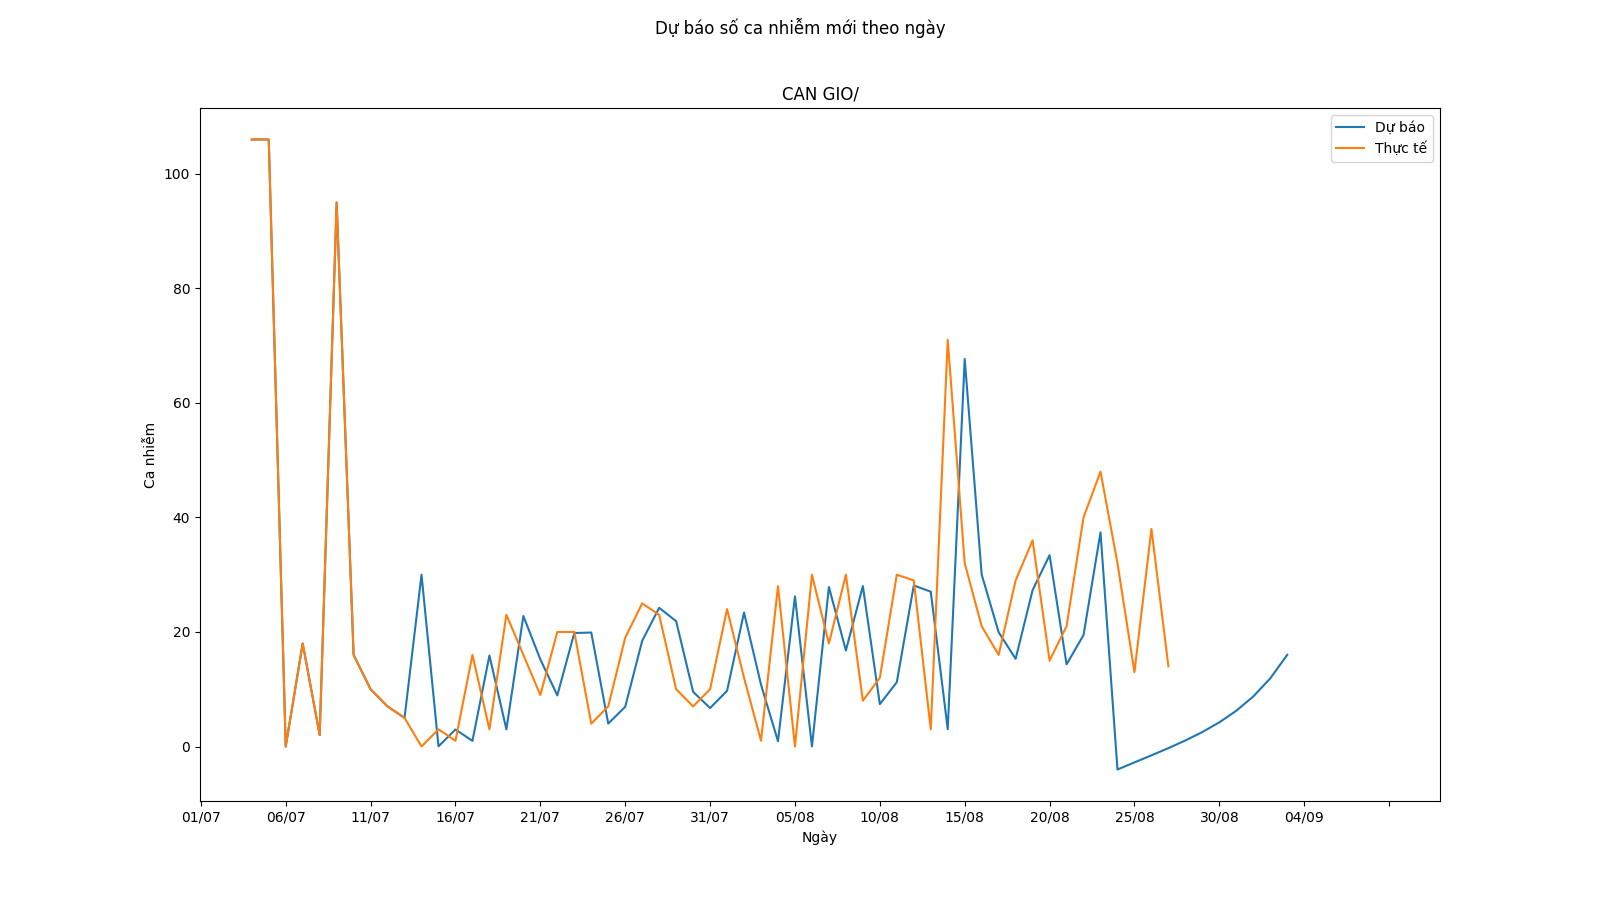 Dự báo số ca nhiễm mới theo ngày
CAN GIO/
Dự báo
Thực tế
100
80
60
40
20
0
Ca nhiễm
01/07 06/07 11/07 16/07 21/07 26/07 31/07 05/08 10/08 15/08 20/08 25/08 30/08 04/09
Ngày